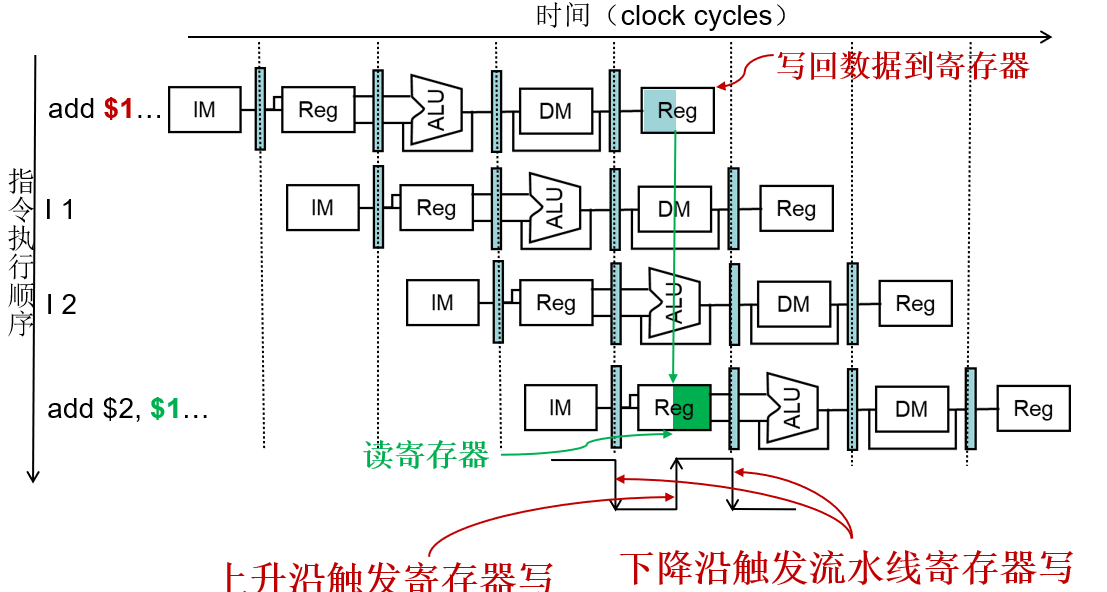 时间（clock cycles）
写回数据到寄存器
add $1... IM Reg ALU DM Reg
指令执行顺序
I 1 IM Reg ALU DM Reg
I 2 IM Reg ALU DM Reg
add $2, $1... IM Reg ALU DM Reg
读寄存器
上升沿触发寄存器写
下降沿触发流水线寄存器写